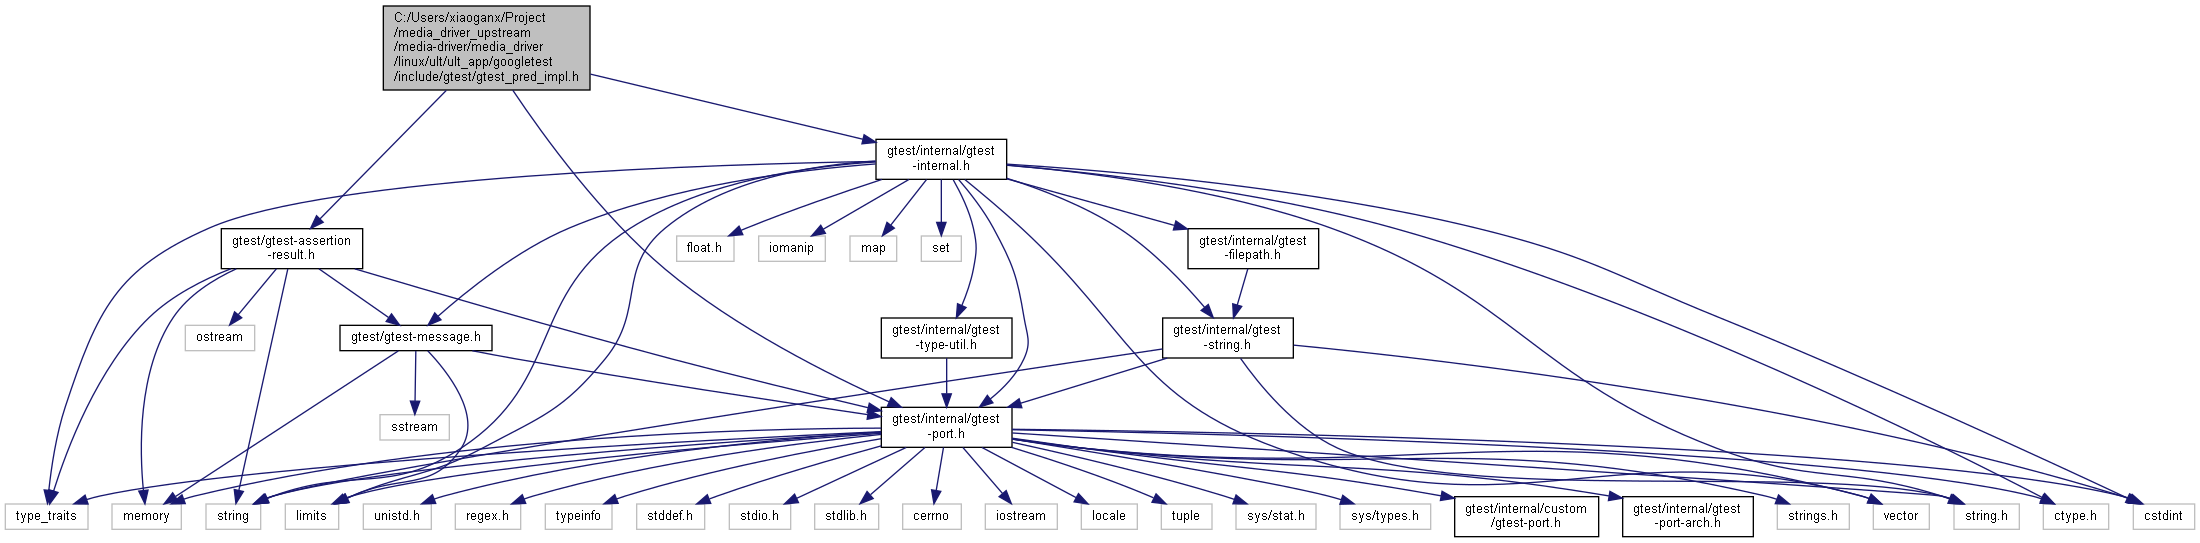 C:/Users/xiaoganx/Project
/media_driver_upstream
/media-driver/media_driver
/linux/ult/ult_app/googletest
/include/gtest/gtest_pred_impl.h
gtest/internal/gtest
-internal.h
gtest/gtest-assertion
-result.h
float.h
iomanip
map
set
gtest/internal/gtest
-filepath.h
ostream
gtest/gtest-message.h
gtest/internal/gtest
-type-util.h
gtest/internal/gtest
-string.h
sstream
gtest/internal/gtest
-port.h
type_traits
memory
string
limits
unistd.h
regex.h
typeinfo
stddef.h
stdio.h
stdlib.h
cerrno
iostream
locale
tuple
sys/stat.h
sys/types.h
gtest/internal/custom
/gtest-port.h
gtest/internal/gtest
-port-arch.h
strings.h
vector
string.h
ctype.h
cstdint